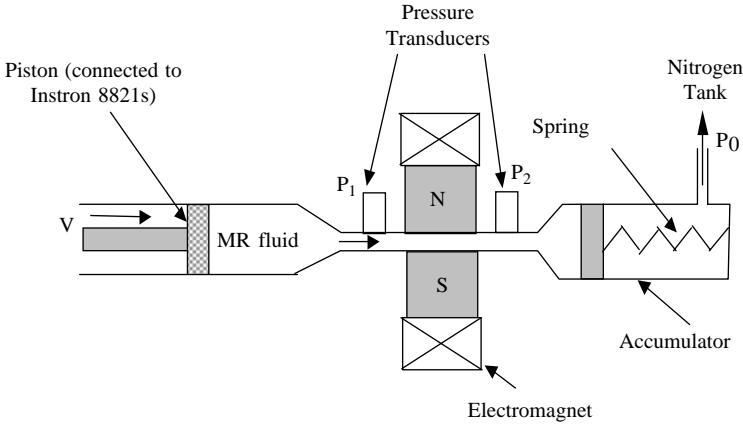 Pressure
Transducers
Piston (connected to
Instron 8821s)
Nitrogen
Tank
Spring
P0
P1
P2
N
V
MR fluid
S
Accumulator
Electromagnet